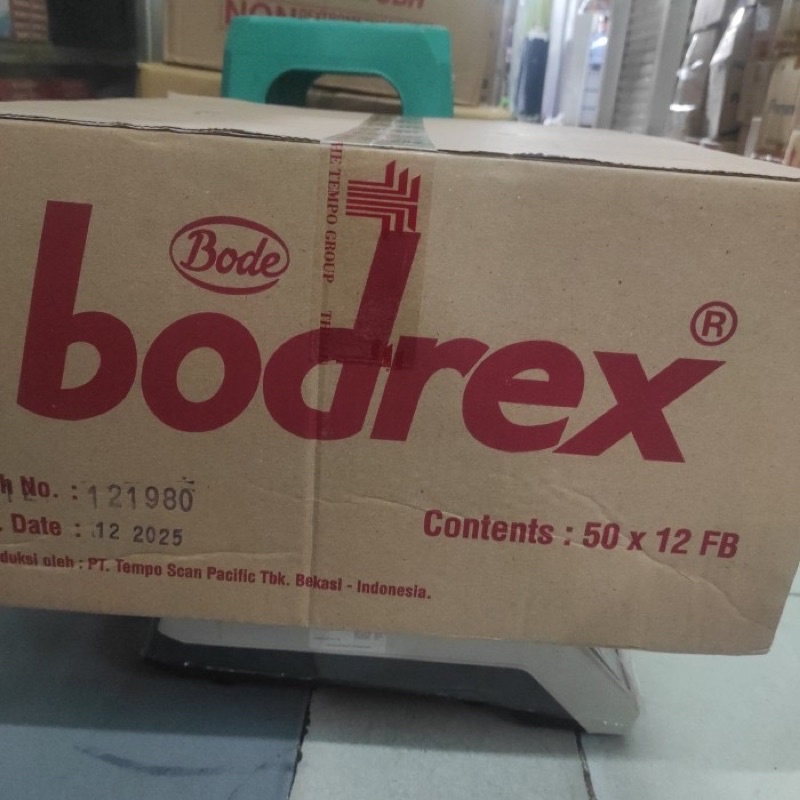 NON
THE TEMPO GROUP
Bode
bodrex ®
h No. : 121980
. Date : 12 2025
Contents : 50 x 12 FB
duksi oleh : PT. Tempo Scan Pacific Tbk. Bekasi - Indonesia.